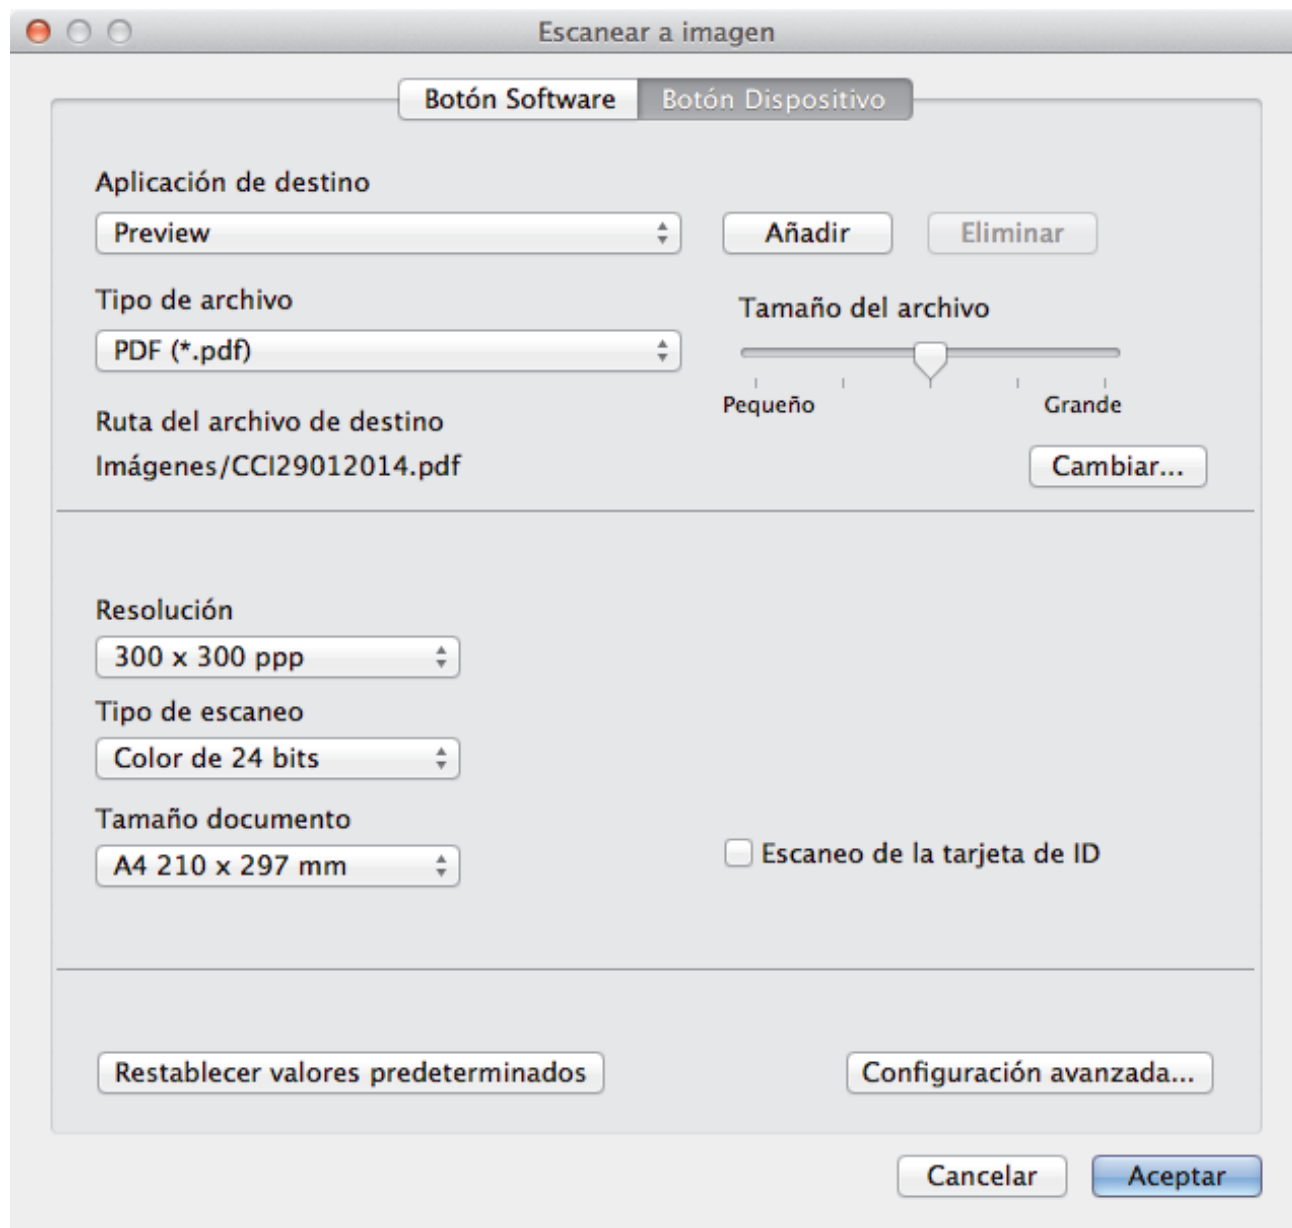 Escanear a imagen
Botón Software
Botón Dispositivo
Aplicación de destino
Preview
Añadir
Eliminar
Tipo de archivo
Tamaño del archivo
PDF (*.pdf)
Pequeño
Grande
Ruta del archivo de destino
Imágenes/CCI29012014.pdf
Cambiar...
Resolución
300 x 300 ppp
Tipo de escaneo
Color de 24 bits
Tamaño documento
A4 210 x 297 mm
Escaneo de la tarjeta de ID
Restablecer valores predeterminados
Configuración avanzada...
Cancelar
Aceptar